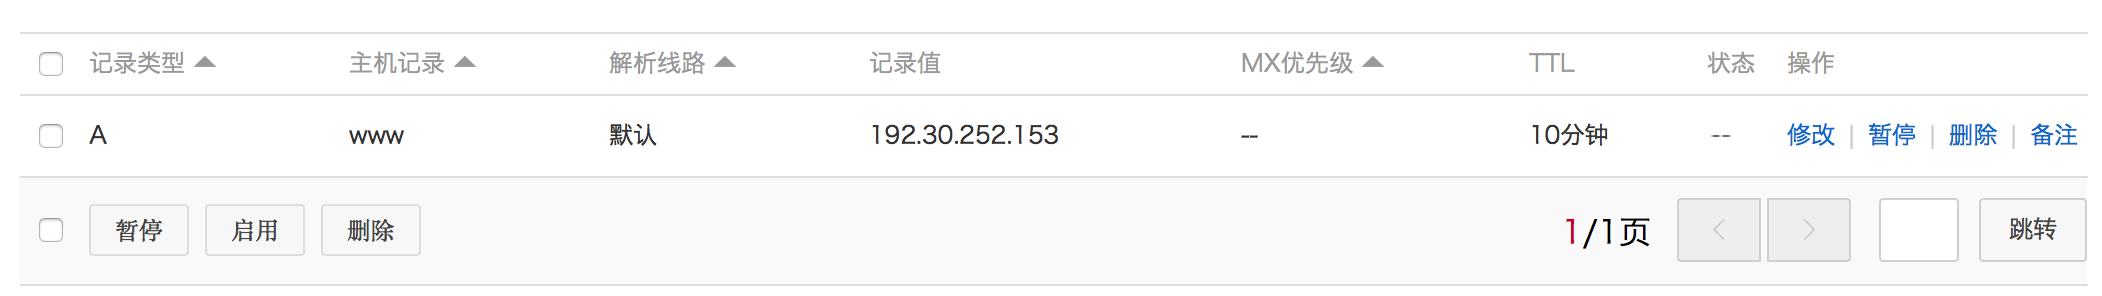 记录类型 主机记录 解析线路 记录值 MX优先级 TTL 状态 操作
A www 默认 192.30.252.153 -- 10分钟 -- 修改 | 暂停 | 删除 | 备注
暂停 启用 删除 1/1页 跳转